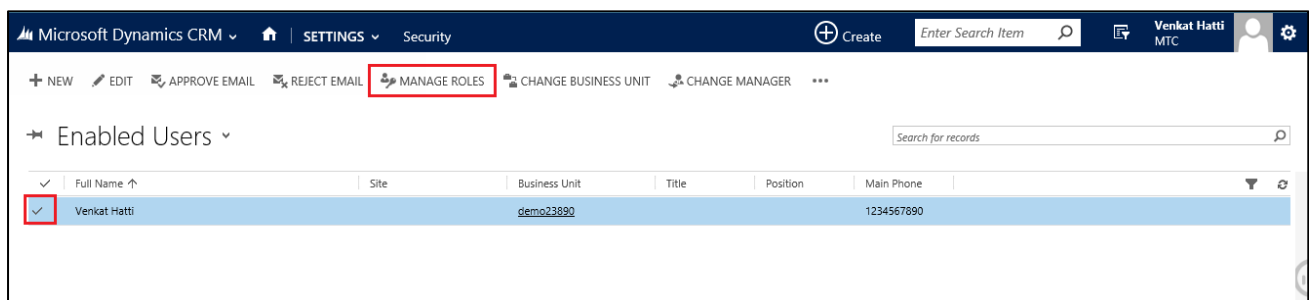 Microsoft Dynamics CRM SETTINGS Security Create Enter Search Item Venkat Hatti
MTC
NEW EDIT APPROVE EMAIL REJECT EMAIL MANAGE ROLES CHANGE BUSINESS UNIT CHANGE MANAGER •••
Enabled Users Search for records
Full Name ↑ Site Business Unit Title Position Main Phone
Venkat Hatti demo23890 1234567890